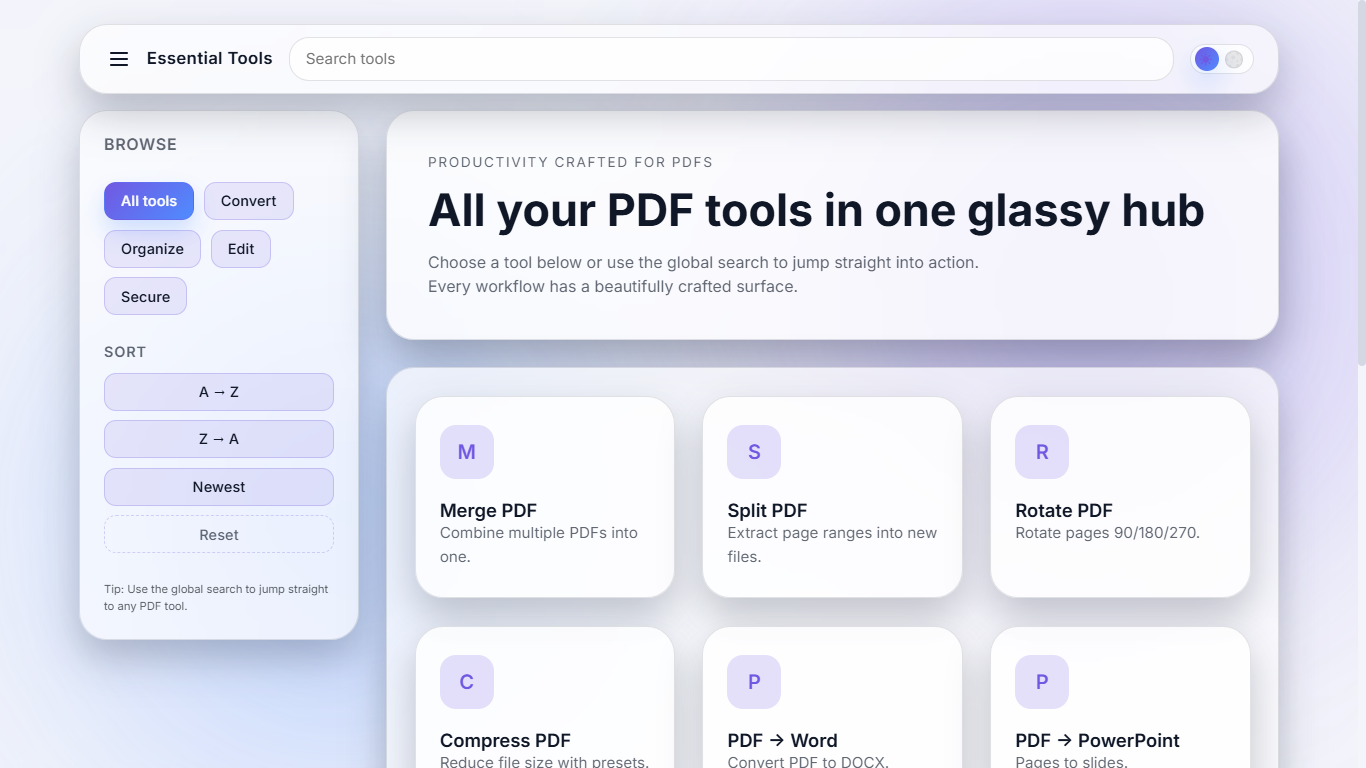 Essential Tools
Search tools
BROWSE
All tools
Convert
Organize
Edit
Secure
SORT
A → Z
Z → A
Newest
Reset
Tip: Use the global search to jump straight
to any PDF tool.
PRODUCTIVITY CRAFTED FOR PDFS
All your PDF tools in one glassy hub
Choose a tool below or use the global search to jump straight into action.
Every workflow has a beautifully crafted surface.
M
Merge PDF
Combine multiple PDFs into
one.
S
Split PDF
Extract page ranges into new
files.
R
Rotate PDF
Rotate pages 90/180/270.
C
Compress PDF
Reduce file size with presets.
P
PDF → Word
Convert PDF to DOCX.
P
PDF → PowerPoint
Pages to slides.